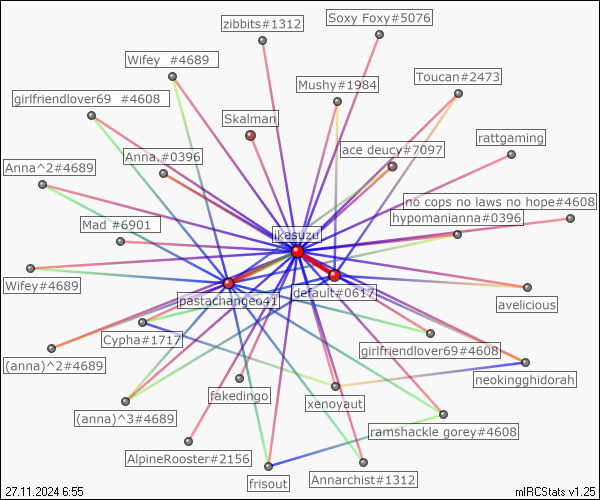 Soxy Foxy#5076
zibbits#1312
Wifey #4689
Toucan#2473
Mushy#1984
girlfriendlover69 #4608
Skalman
rattgaming
ace deucy#7097
Anna.#0396
Anna^2#4689
no cops no laws no hope#4608
hypomanianna#0396
Mad #6901
ikasuzu
Wifey#4689
default#0617
pastachangeo41
avelicious
Cypha#1717
girlfriendlover69#4608
(anna)^2#4689
neokingghidorah
fakedingo
xenoyaut
(anna)^3#4689
ramshackle gorey#4608
AlpineRooster#2156
Annarchist#1312
frisout
27.11.2024 6:55
mIRCStats v1.25